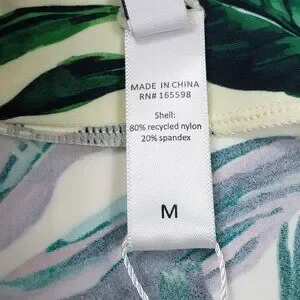 MADE IN CHINA
RN# 165598
Shell:
80% recycled nylon
20% spandex
M